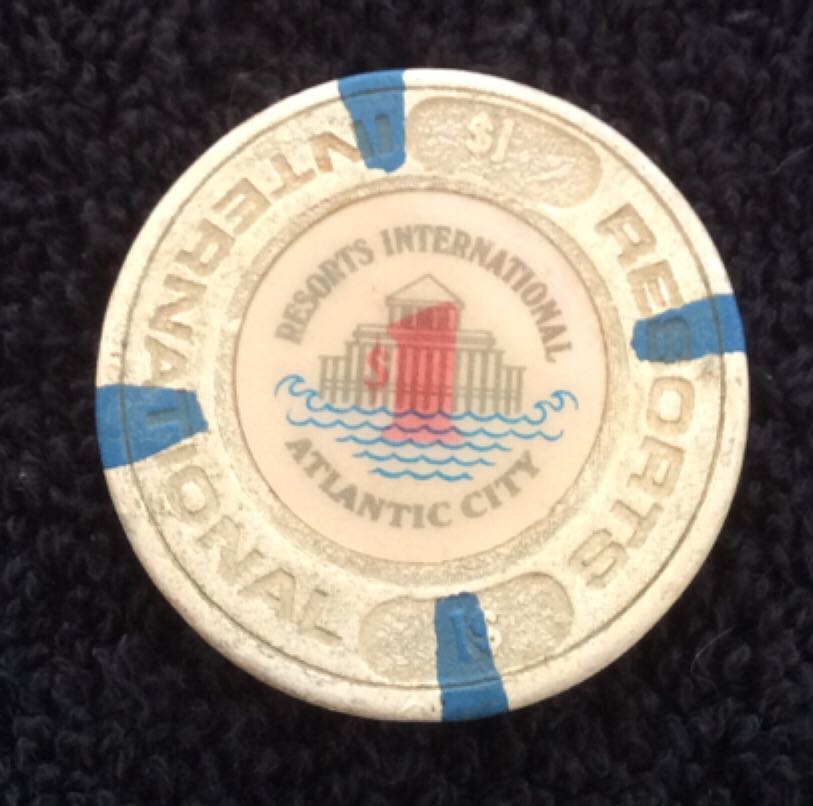 $1
RESORTS
INTERNATIONAL
$1
RESORTS INTERNATIONAL
$1
ATLANTIC CITY